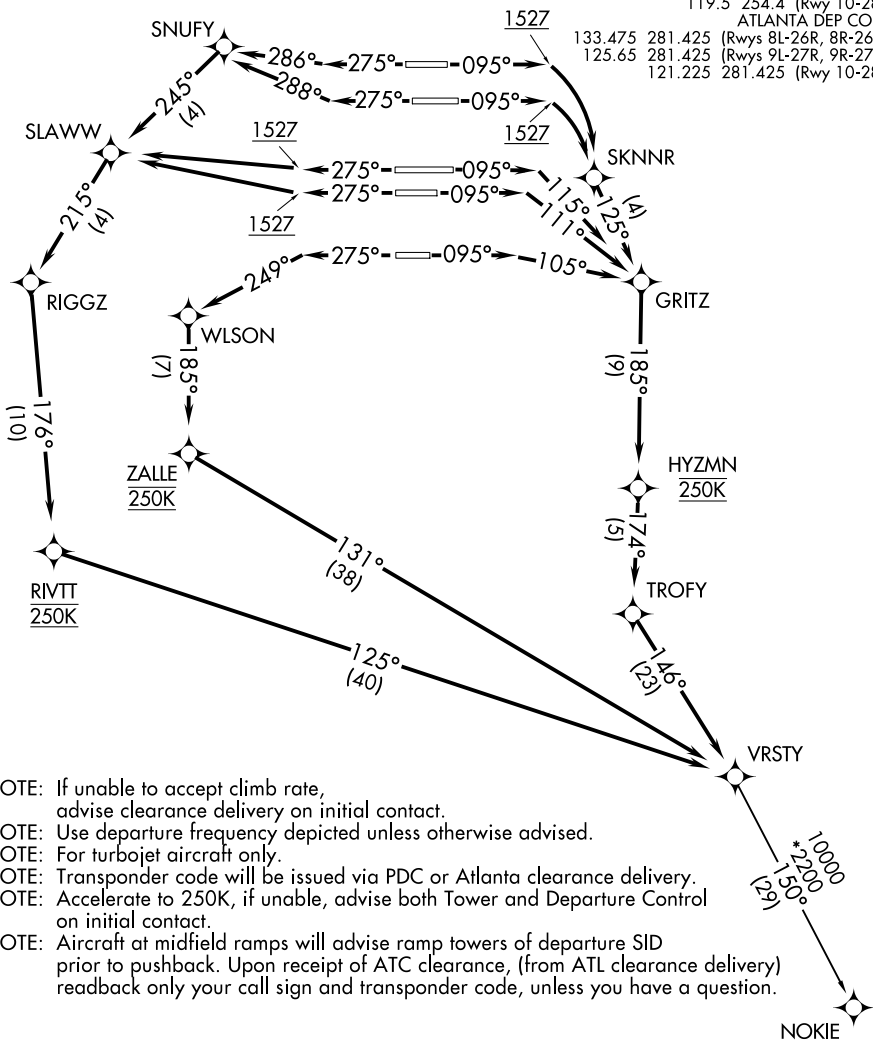 119.5 254.4 (Rwy 10-28
ATLANTA DEP CO
133.475 281.425 (Rwys 8L-26R, 8R-26
125.65 281.425 (Rwys 9L-27R, 9R-27
121.225 281.425 (Rwy 10-28
SNUFY
1527
286° 275° 095°
288° 275° 095°
1527
245°
(4)
SLAWW
1527
SKNNR
275° 095°
275° 095°
1527
115°
111°
125°
(4)
215°
(4)
249° 275° 095° 105°
RIGGZ
WLSON
GRITZ
185°
(7)
185°
(9)
176°
(10)
ZALLE
250K
HYZMN
250K
174°
(5)
RIVTT
250K
131°
(38)
TROFY
125°
(40)
146°
(23)
VRSTY
10000
*2200
150°
(29)
NOKIE
OTE: If unable to accept climb rate,
advise clearance delivery on initial contact.
OTE: Use departure frequency depicted unless otherwise advised.
OTE: For turbojet aircraft only.
OTE: Transponder code will be issued via PDC or Atlanta clearance delivery.
OTE: Accelerate to 250K, if unable, advise both Tower and Departure Control
on initial contact.
OTE: Aircraft at midfield ramps will advise ramp towers of departure SID
prior to pushback. Upon receipt of ATC clearance, (from ATL clearance delivery)
readback only your call sign and transponder code, unless you have a question.